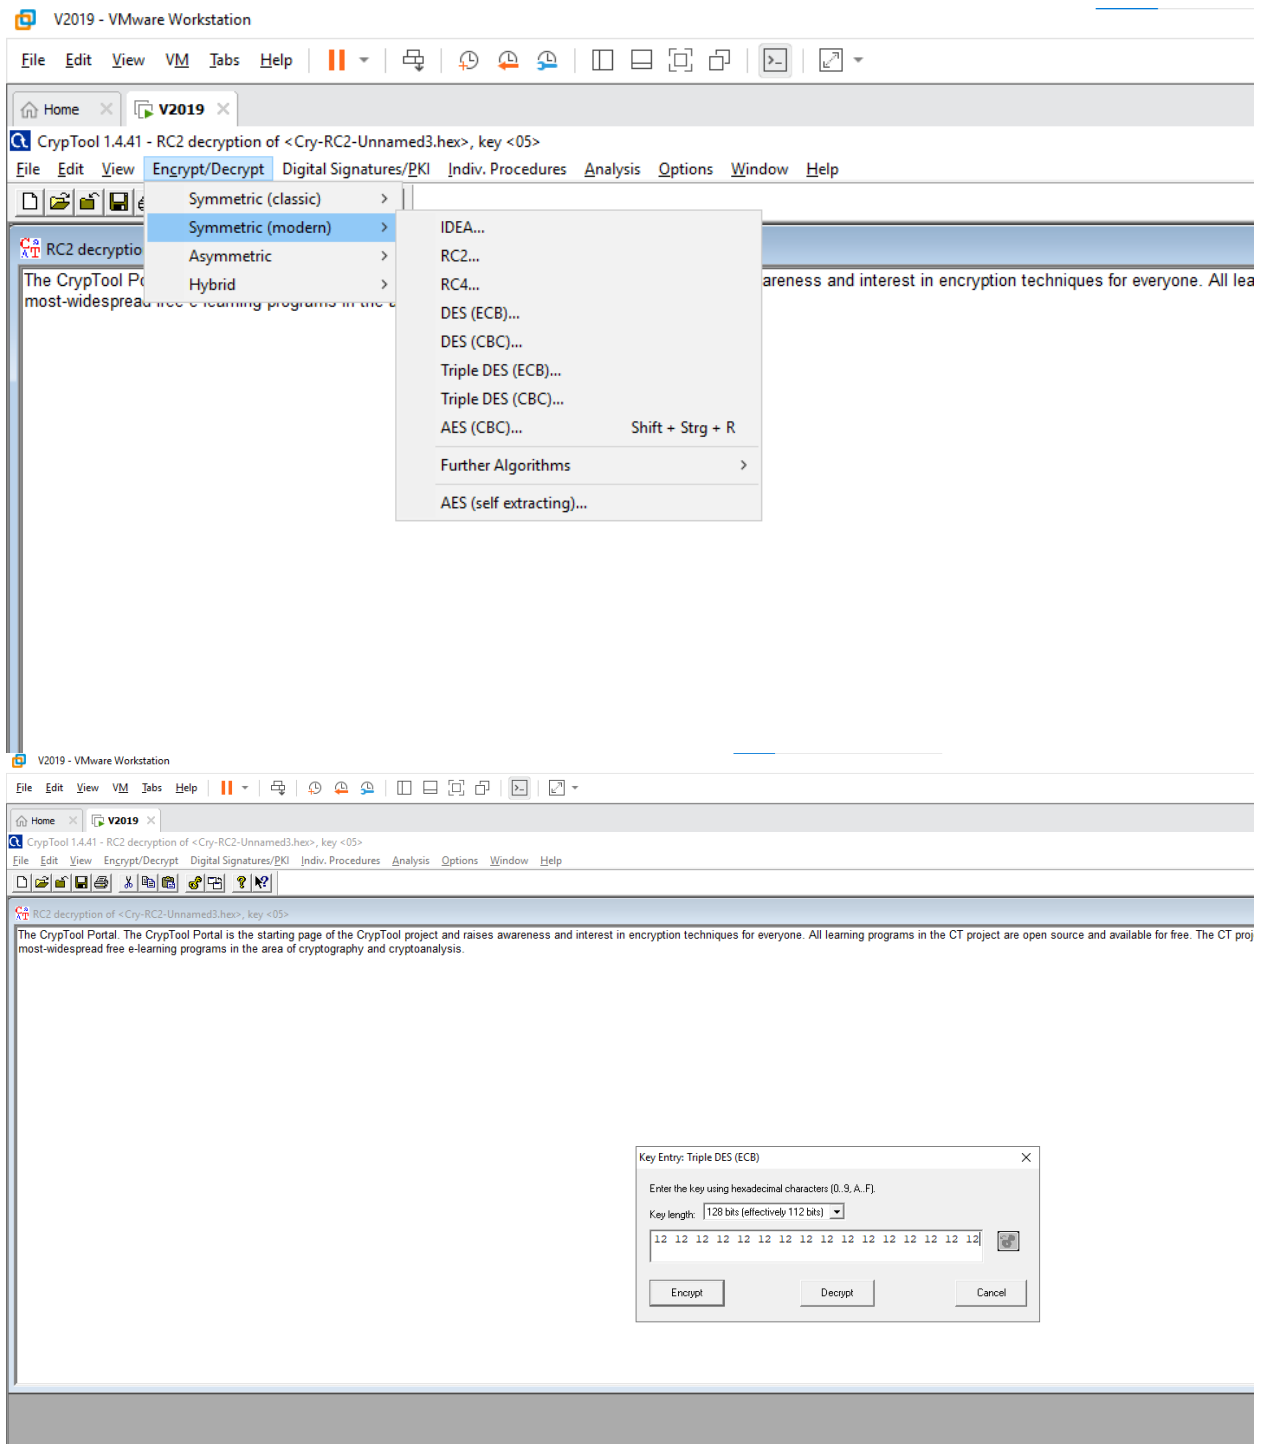 V2019 - VMware Workstation
File Edit View VM Tabs Help
Home V2019
CrypTool 1.4.41 - RC2 decryption of <Cry-RC2-Unnamed3.hex>, key <05>
File Edit View Encrypt/Decrypt Digital Signatures/PKI Indiv. Procedures Analysis Options Window Help
Symmetric (classic)
Symmetric (modern)
Asymmetric
Hybrid
IDEA...
RC2...
RC4...
DES (ECB)...
DES (CBC)...
Triple DES (ECB)...
Triple DES (CBC)...
AES (CBC)... Shift + Strg + R
Further Algorithms
AES (self extracting)...
RC2 decryptio
The CrypTool Po areness and interest in encryption techniques for everyone. All lea
most-widespread free e-learning programs in the a
V2019 - VMware Workstation
File Edit View VM Tabs Help
Home V2019
CrypTool 1.4.41 - RC2 decryption of <Cry-RC2-Unnamed3.hex>, key <05>
File Edit View Encrypt/Decrypt Digital Signatures/PKI Indiv. Procedures Analysis Options Window Help
RC2 decryption of <Cry-RC2-Unnamed3.hex>, key <05>
The CrypTool Portal. The CrypTool Portal is the starting page of the CrypTool project and raises awareness and interest in encryption techniques for everyone. All learning programs in the CT project are open source and available for free. The CT proj
most-widespread free e-learning programs in the area of cryptography and cryptoanalysis.
Key Entry: Triple DES (ECB)
Enter the key using hexadecimal characters (0..9, A..F).
Key length: 128 bits (effectively 112 bits)
12 12 12 12 12 12 12 12 12 12 12 12 12 12 12 12
Encrypt Decrypt Cancel